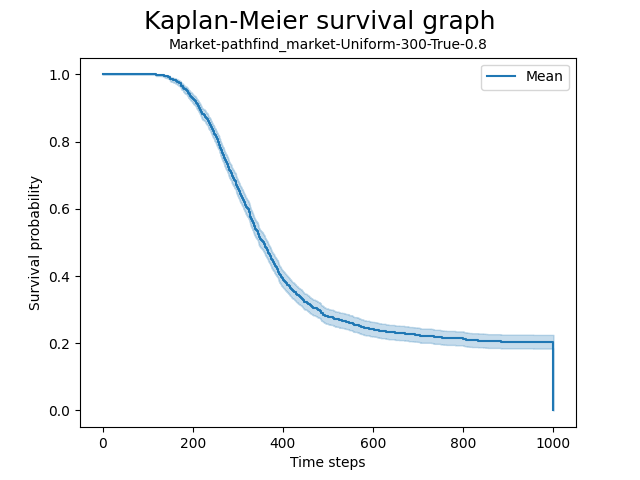 Kaplan-Meier survival graph
Market-pathfind_market-Uniform-300-True-0.8
Mean
1.0
0.8
0.6
0.4
0.2
0.0
Survival probability
0 200 400 600 800 1000
Time steps